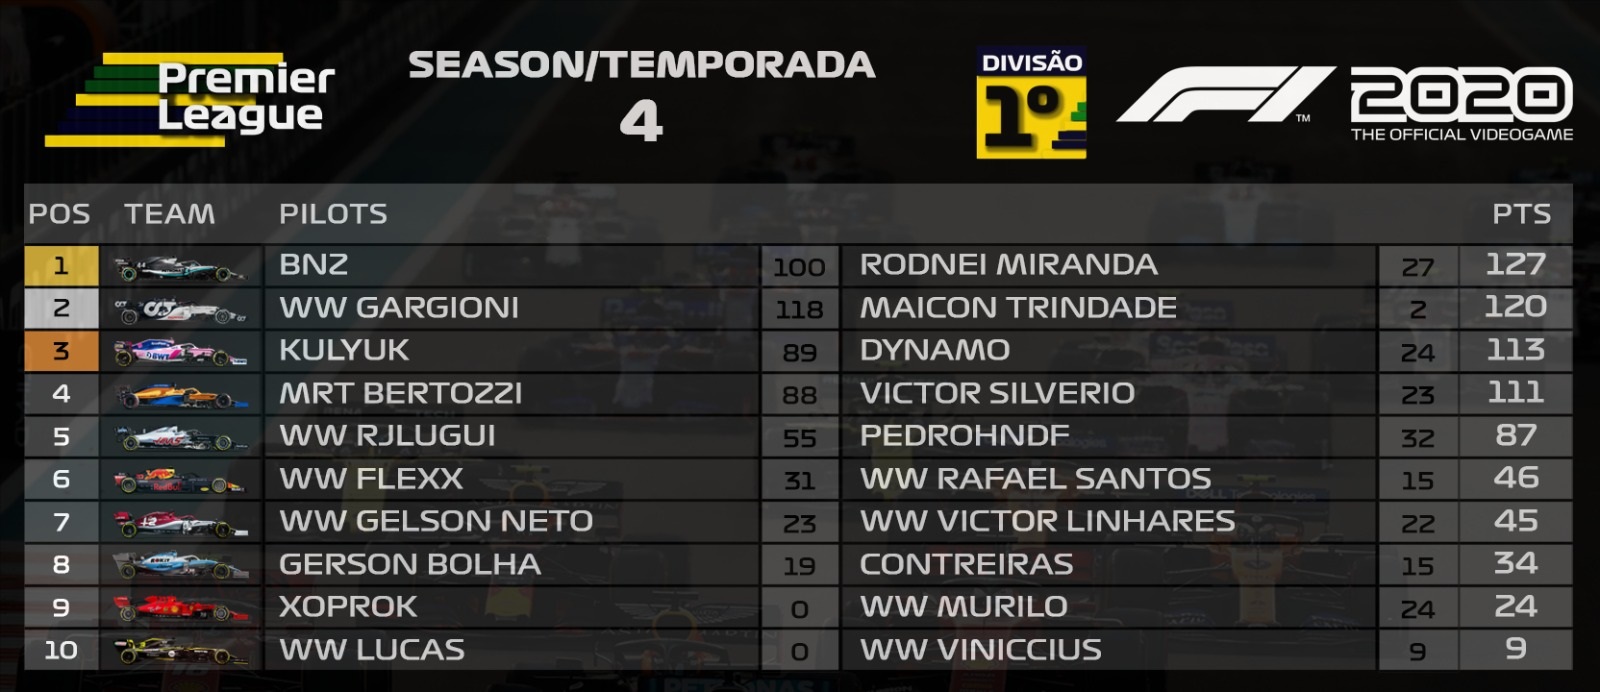 Premier
League
SEASON/TEMPORADA
4
DIVISÃO
1º
F1 ™
2020
THE OFFICIAL VIDEOGAME
POS TEAM PILOTS PTS
1 BNZ 100 RODNEI MIRANDA 27 127
2 WW GARGIONI 118 MAICON TRINDADE 2 120
3 KULYUK 89 DYNAMO 24 113
4 MRT BERTOZZI 88 VICTOR SILVERIO 23 111
5 WW RJLUGUI 55 PEDROHNDF 32 87
6 WW FLEXX 31 WW RAFAEL SANTOS 15 46
7 WW GELSON NETO 23 WW VICTOR LINHARES 22 45
8 GERSON BOLHA 19 CONTREIRAS 15 34
9 XOPROK 0 WW MURILO 24 24
10 WW LUCAS 0 WW VINICCIUS 9 9